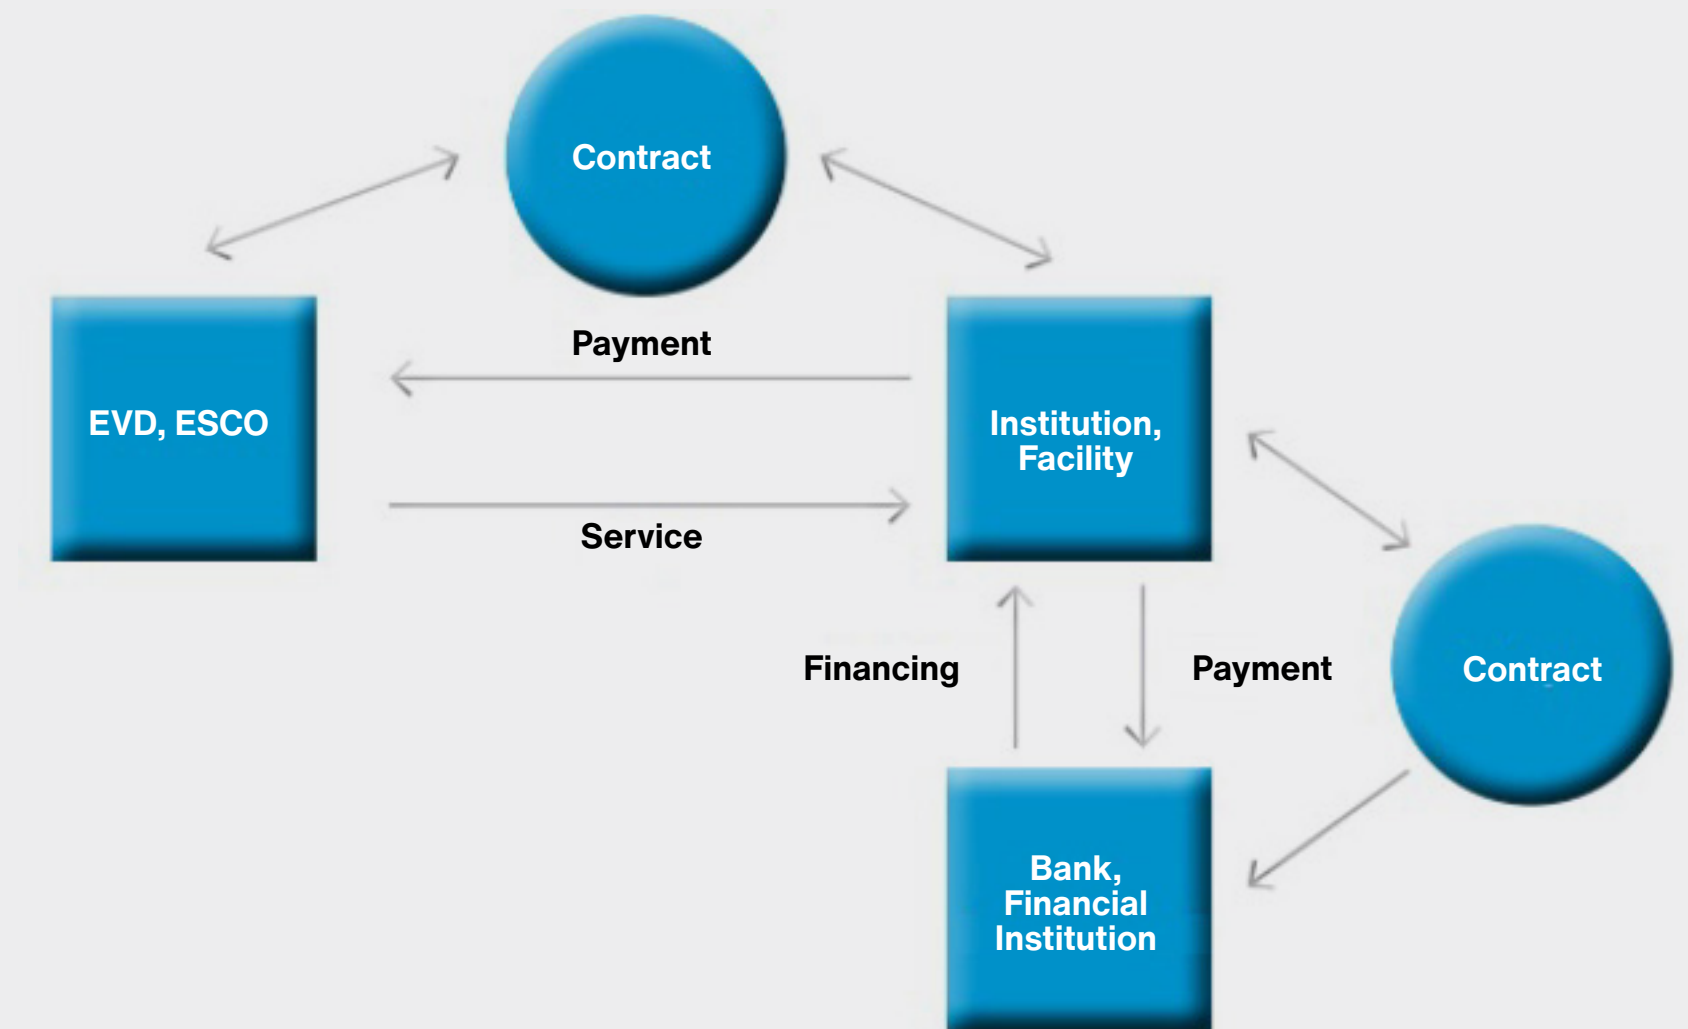 Contract
Payment
EVD, ESCO
Institution,
Facility
Service
Financing
Payment
Contract
Bank,
Financial
Institution